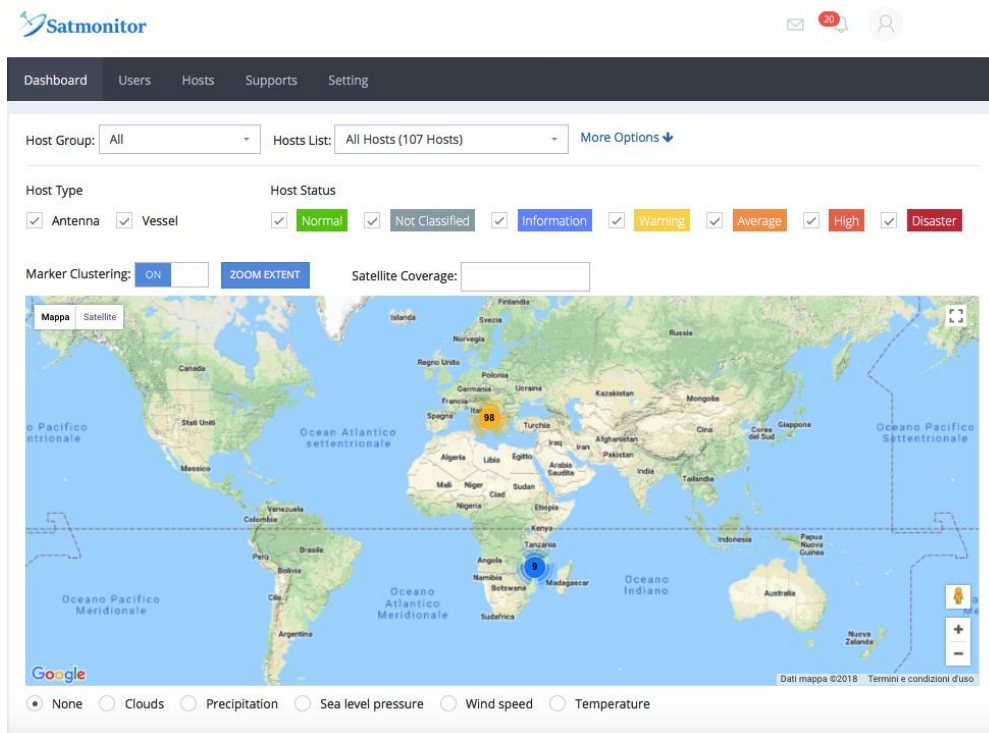 Satmonitor
20
Dashboard Users Hosts Supports Setting
Host Group: All Hosts List: All Hosts (107 Hosts) More Options
Host Type Host Status
Antenna Vessel Normal Not Classified Information Warning Average High Disaster
Marker Clustering: ON ZOOM EXTENT Satellite Coverage:
Mappa Satellite
Finlandia
Islanda
Svezia
Russia
Norvegia
Canada
Regno Unito
Polonia
Germania
Ucraina
Kazakistan
Mongolia
Francia
Ita
98
Spagna
Stati Uniti
Turchia
Cina
Corea del Sud
Giappone
o Pacifico
ntrionale
Ocean Atlantico
settentrionale
Oceano Pacifico
Settentrionale
Iraq
Iran
Afghanistan
Pakistan
Algeria
Libia
Egitto
Arabia
Saudita
Messico
India
Tailandia
Mali
Niger
Ciad
Sudan
Nigeria
Etiopia
Venezuela
Colombia
Kenya
Tanzania
Indonesia
Papua
Nuova
Guinea
Perù
Brasile
Bolivia
Angola
9
Namibia
Botswana
Madagascar
Oceano
Indiano
Australia
Oceano Pacifico
Meridionale
Cile
Oceano
Atlantico
Meridionale
Sudafrica
Argentina
Nuova
Zelanda
+
−
Google
Dati mappa ©2018 Termini e condizioni d'uso
None Clouds Precipitation Sea level pressure Wind speed Temperature